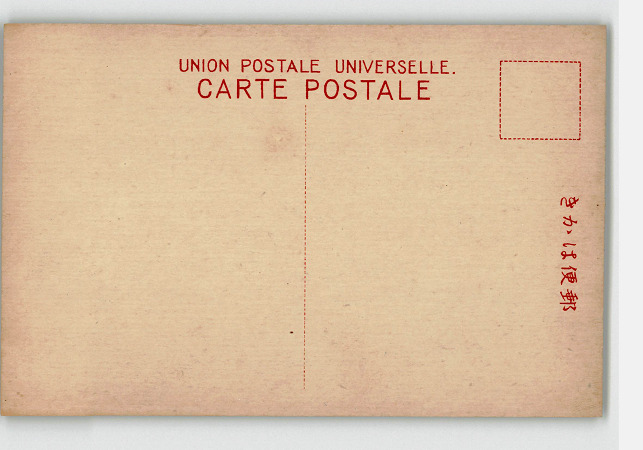 UNION POSTALE UNIVERSELLE.
CARTE POSTALE
きかは便郵